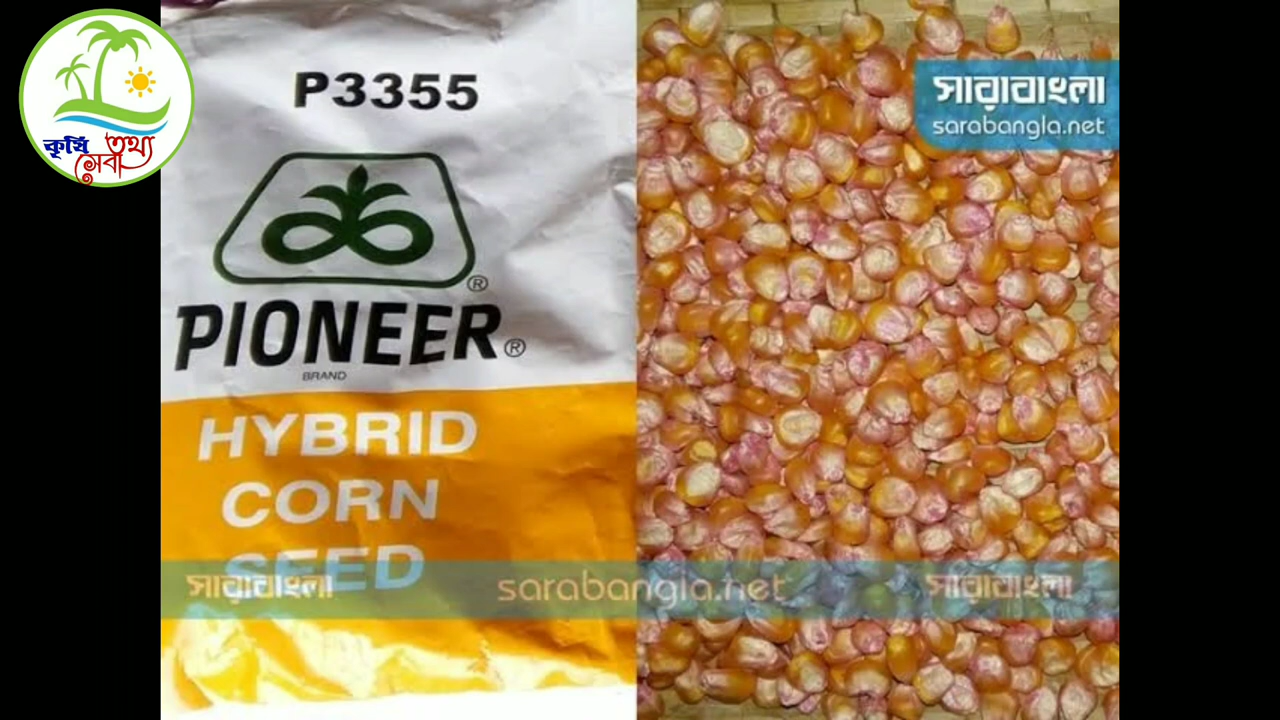 কৃষি তথ্য
সেবা
P3355
PIONEER®
BRAND
HYBRID
CORN
SEED
সারাবাংলা
sarabangla.net
সারাবাংলা sarabangla.net সারাবাংলা